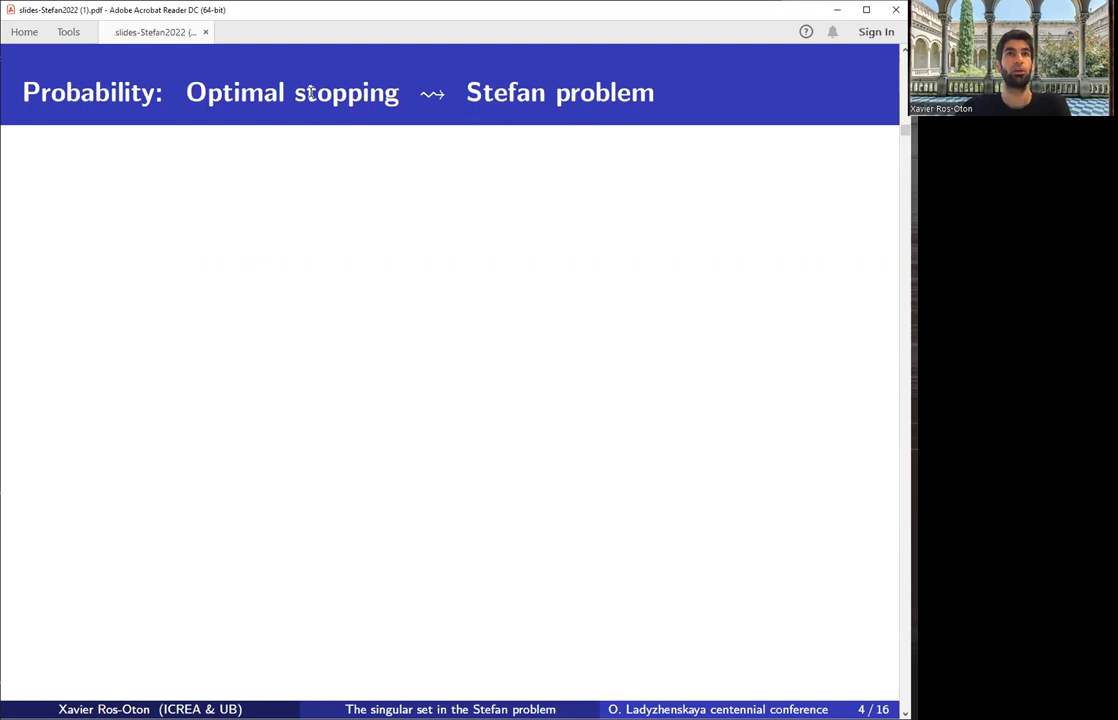 slides-Stefan2022 (1).pdf - Adobe Acrobat Reader DC (64-bit)
Home Tools slides-Stefan2022 (... × Sign In
Probability: Optimal stopping ⇝ Stefan problem
Xavier Ros-Oton
Xavier Ros-Oton (ICREA & UB) The singular set in the Stefan problem O. Ladyzhenskaya centennial conference 4 / 16